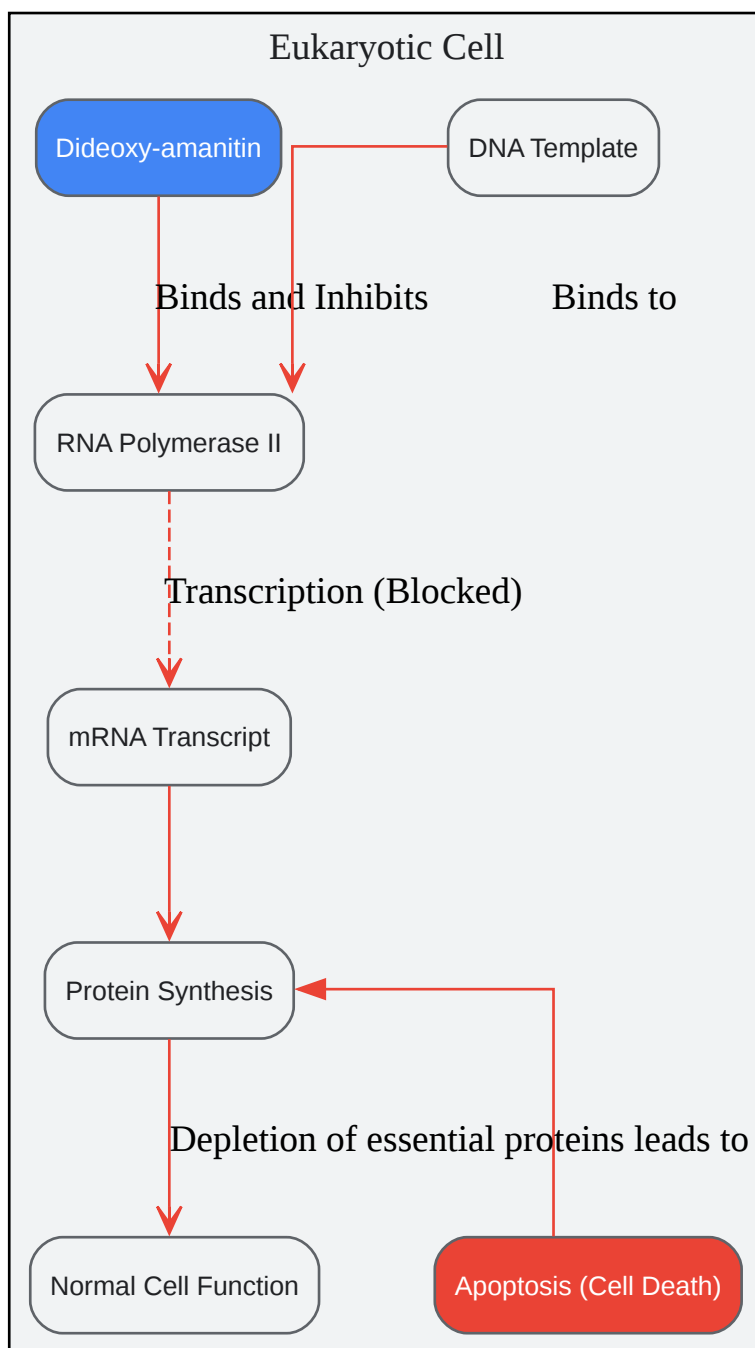 Eukaryotic Cell
Dideoxy-amanitin
DNA Template
Binds and Inhibits
Binds to
RNA Polymerase II
Transcription (Blocked)
mRNA Transcript
Protein Synthesis
Depletion of essential proteins leads to
Normal Cell Function
Apoptosis (Cell Death)